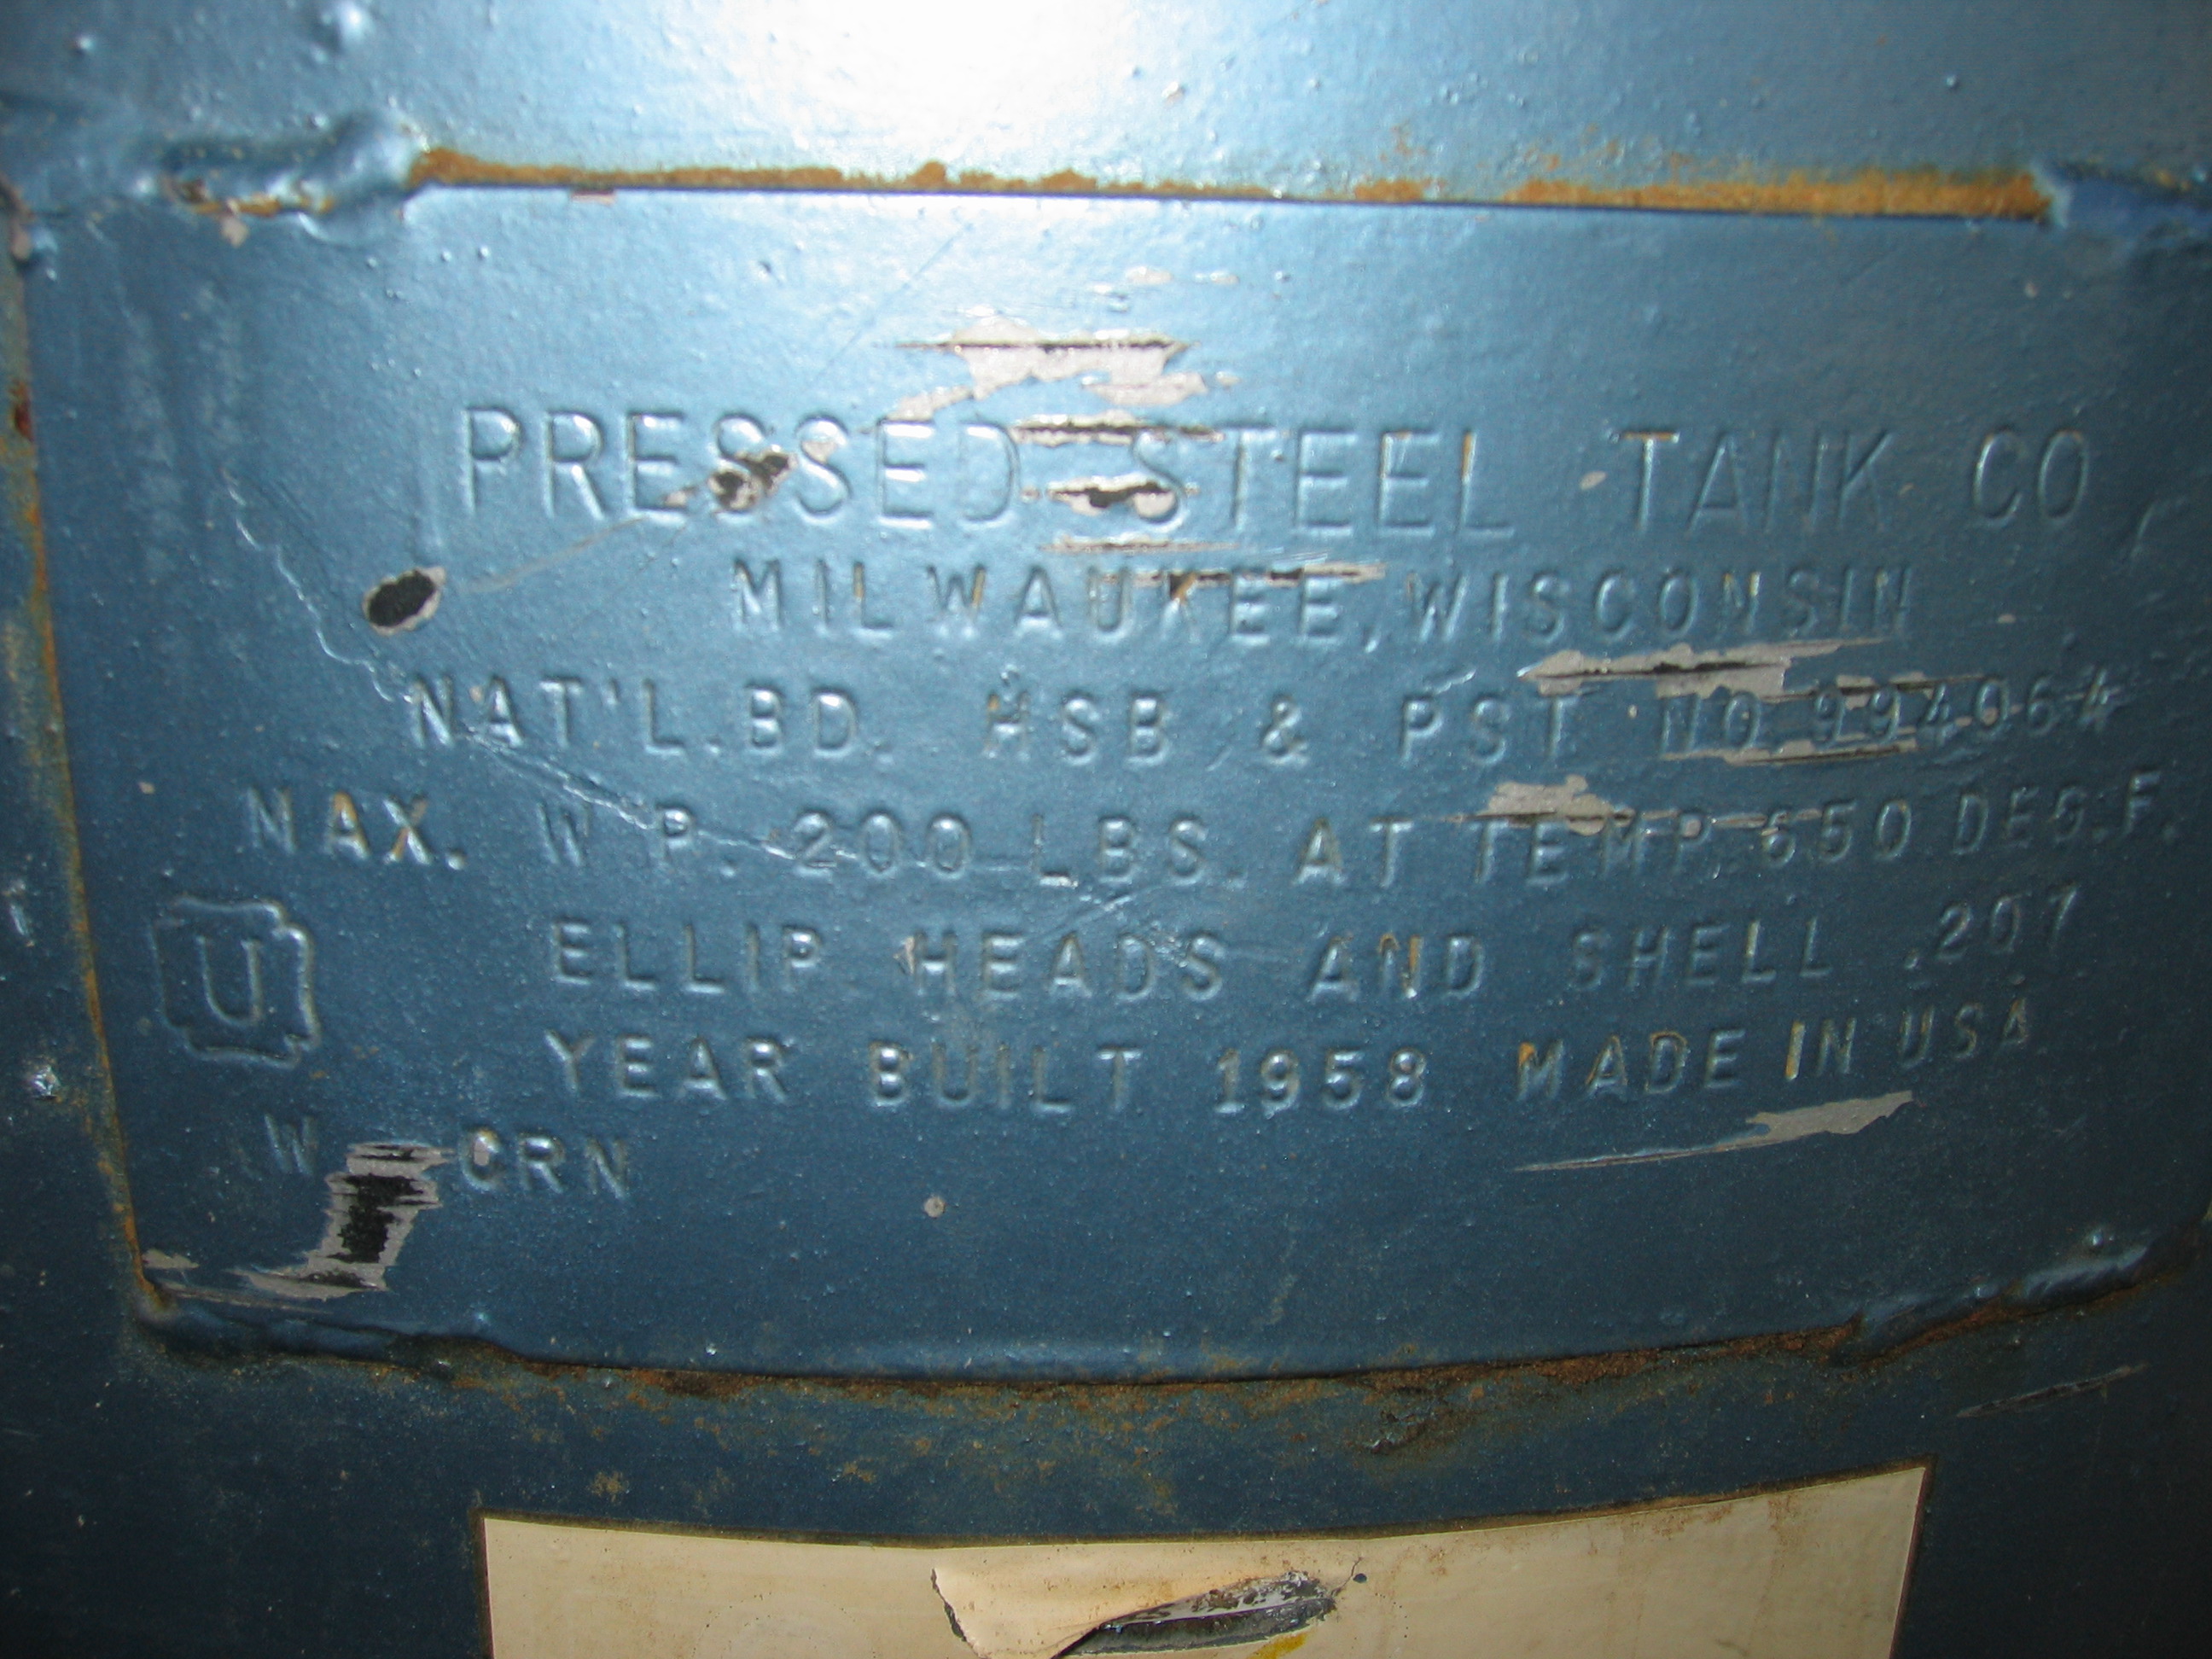 PRESSED STEEL TANK CO
MILWAUKEE, WISCONSIN
NAT'L. BD. HSB & PST NO 994064
MAX. W.P. 200 LBS. AT TEMP. 650 DEG. F.
U ELLIP. HEADS AND SHELL .207
YEAR BUILT 1958 MADE IN USA
W CRN